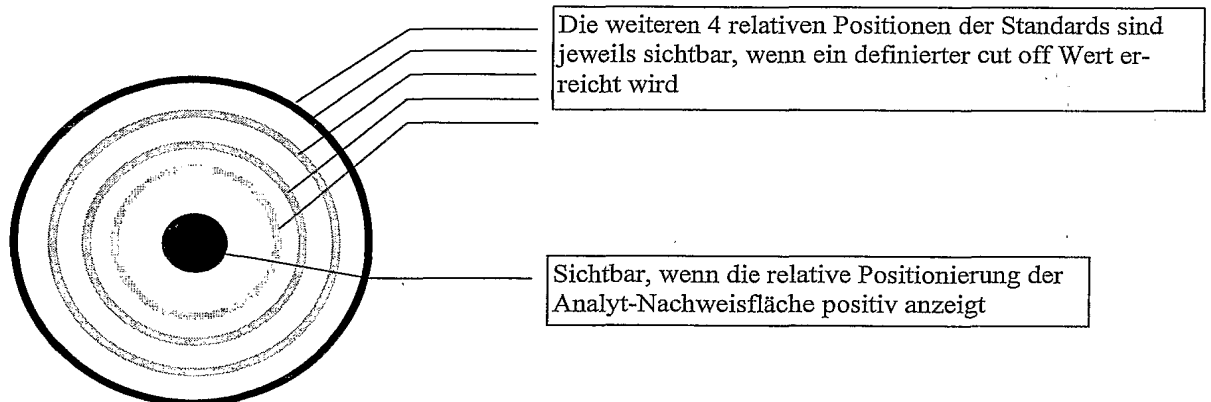 Die weiteren 4 relativen Positionen der Standards sind
jeweils sichtbar, wenn ein definierter cut off Wert er-
reicht wird
Sichtbar, wenn die relative Positionierung der
Analyt-Nachweisfläche positiv anzeigt